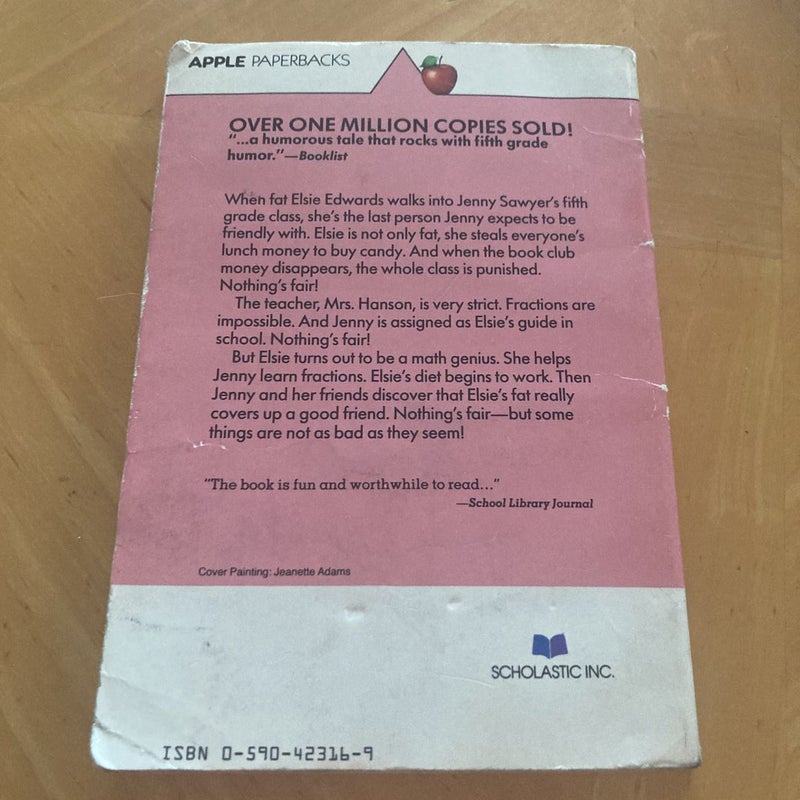 APPLE PAPERBACKS
OVER ONE MILLION COPIES SOLD!
"...a humorous tale that rocks with fifth grade
humor."—Booklist
When fat Elsie Edwards walks into Jenny Sawyer's fifth
grade class, she's the last person Jenny expects to be
friendly with. Elsie is not only fat, she steals everyone's
lunch money to buy candy. And when the book club
money disappears, the whole class is punished.
Nothing's fair!
The teacher, Mrs. Hanson, is very strict. Fractions are
impossible. And Jenny is assigned as Elsie's guide in
school. Nothing's fair!
But Elsie turns out to be a math genius. She helps
Jenny learn fractions. Elsie's diet begins to work. Then
Jenny and her friends discover that Elsie's fat really
covers up a good friend. Nothing's fair—but some
things are not as bad as they seem!
"The book is fun and worthwhile to read..."
—School Library Journal
Cover Painting: Jeanette Adams
SCHOLASTIC INC.
ISBN 0-590-42316-9